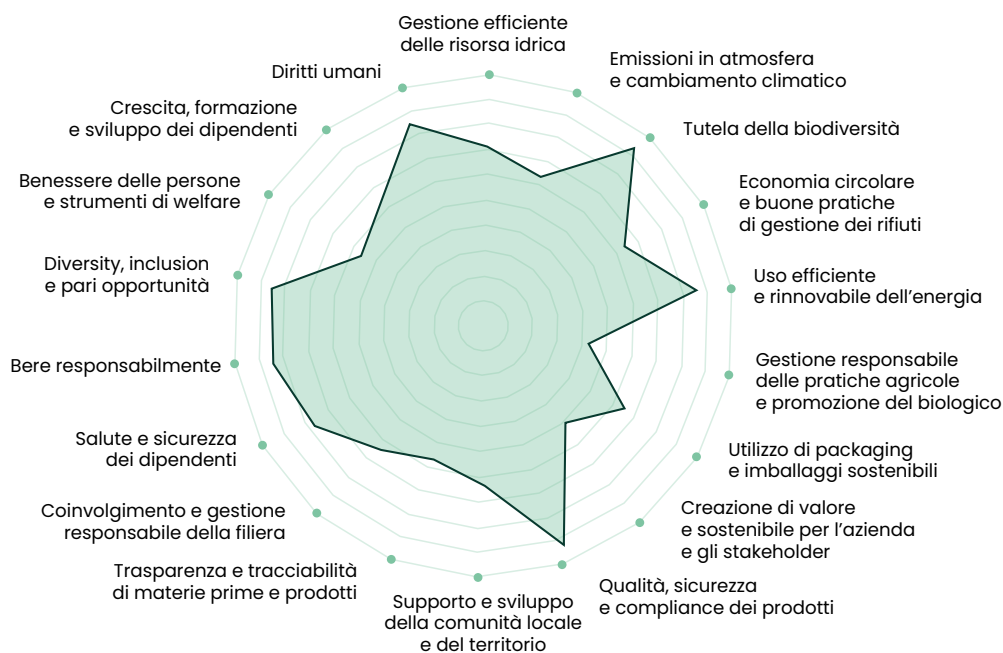 Gestione efficiente
delle risorsa idrica
Emissioni in atmosfera
e cambiamento climatico
Tutela della biodiversità
Economia circolare
e buone pratiche
di gestione dei rifiuti
Uso efficiente
e rinnovabile dell’energia
Gestione responsabile
delle pratiche agricole
e promozione del biologico
Utilizzo di packaging
e imballaggi sostenibili
Creazione di valore
e sostenibile per l’azienda
e gli stakeholder
Qualità, sicurezza
e compliance dei prodotti
Supporto e sviluppo
della comunità locale
e del territorio
Trasparenza e tracciabilità
di materie prime e prodotti
Coinvolgimento e gestione
responsabile della filiera
Salute e sicurezza
dei dipendenti
Bere responsabilmente
Diversity, inclusion
e pari opportunità
Benessere delle persone
e strumenti di welfare
Crescita, formazione
e sviluppo dei dipendenti
Diritti umani